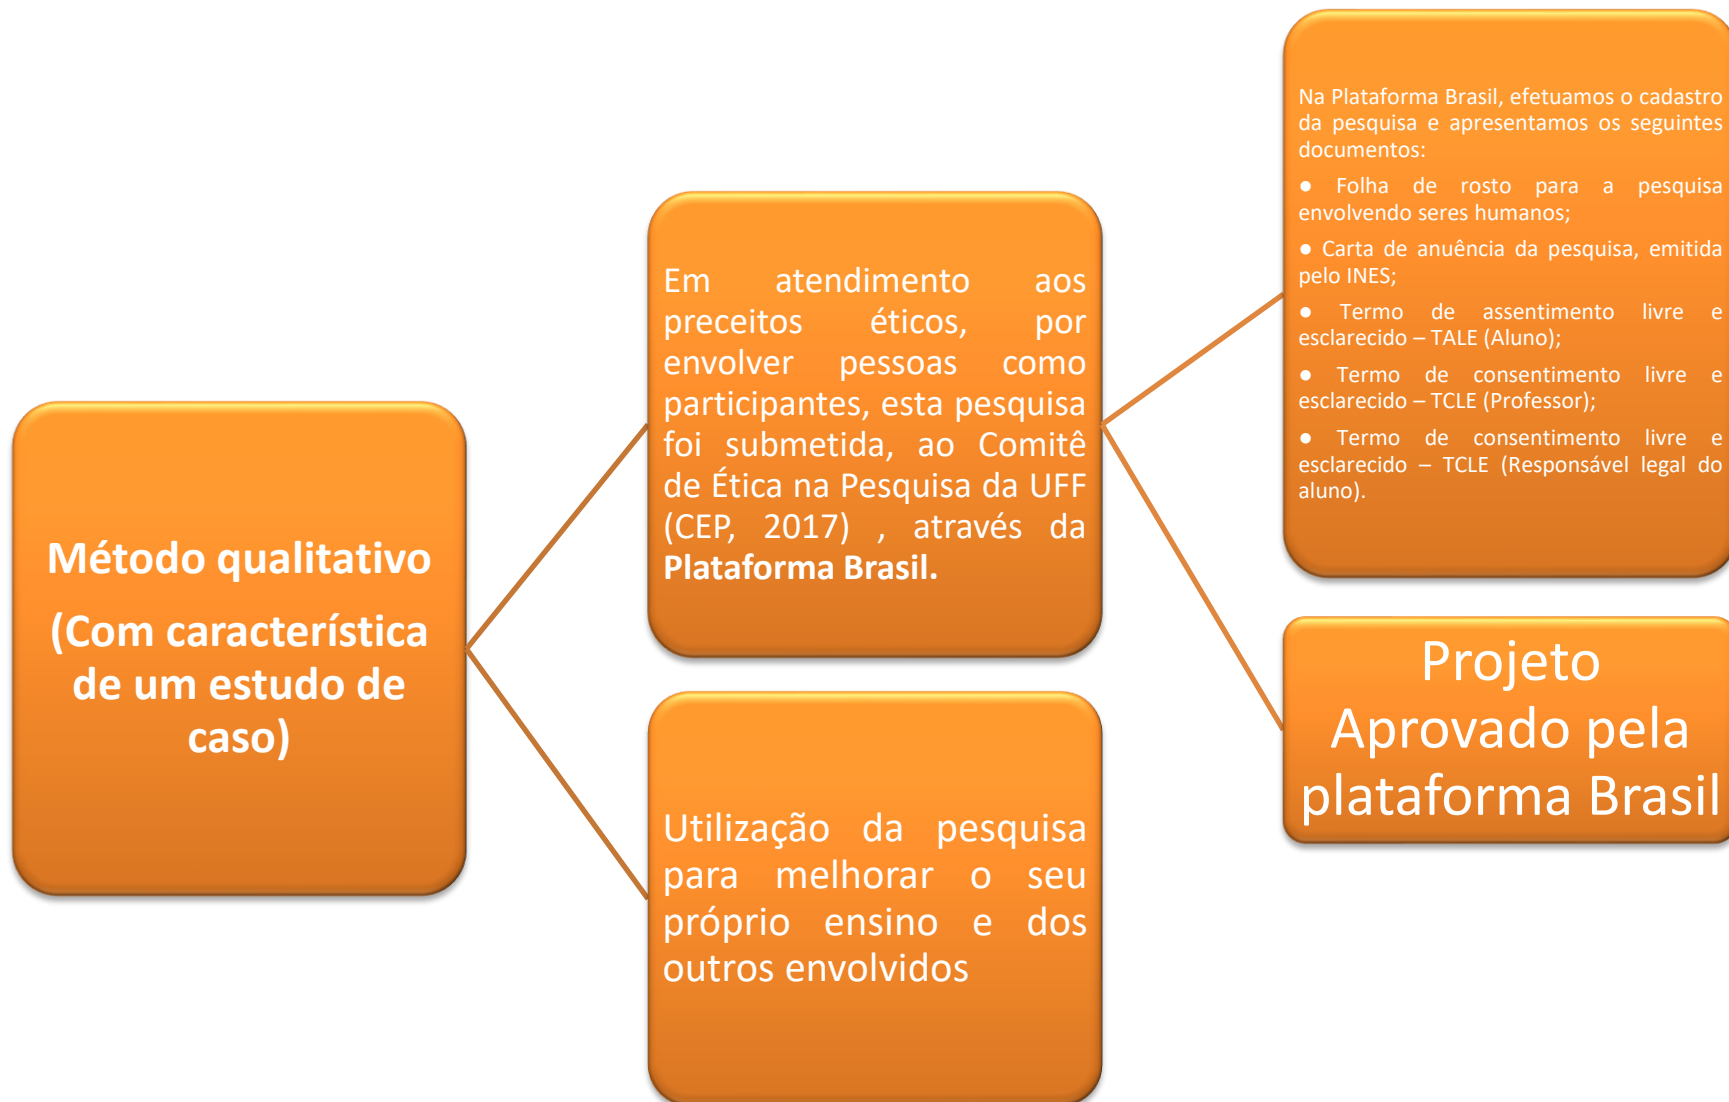 Método qualitativo
(Com característica
de um estudo de
caso)
Em atendimento aos
preceitos éticos, por
envolver pessoas como
participantes, esta pesquisa
foi submetida, ao Comitê
de Ética na Pesquisa da UFF
(CEP, 2017) , através da
Plataforma Brasil.
Utilização da pesquisa
para melhorar o seu
próprio ensino e dos
outros envolvidos
Na Plataforma Brasil, efetuamos o cadastro
da pesquisa e apresentamos os seguintes
documentos:
● Folha de rosto para a pesquisa
envolvendo seres humanos;
● Carta de anuência da pesquisa, emitida
pelo INES;
● Termo de assentimento livre e
esclarecido – TALE (Aluno);
● Termo de consentimento livre e
esclarecido – TCLE (Professor);
● Termo de consentimento livre e
esclarecido – TCLE (Responsável legal do
aluno).
Projeto
Aprovado pela
plataforma Brasil